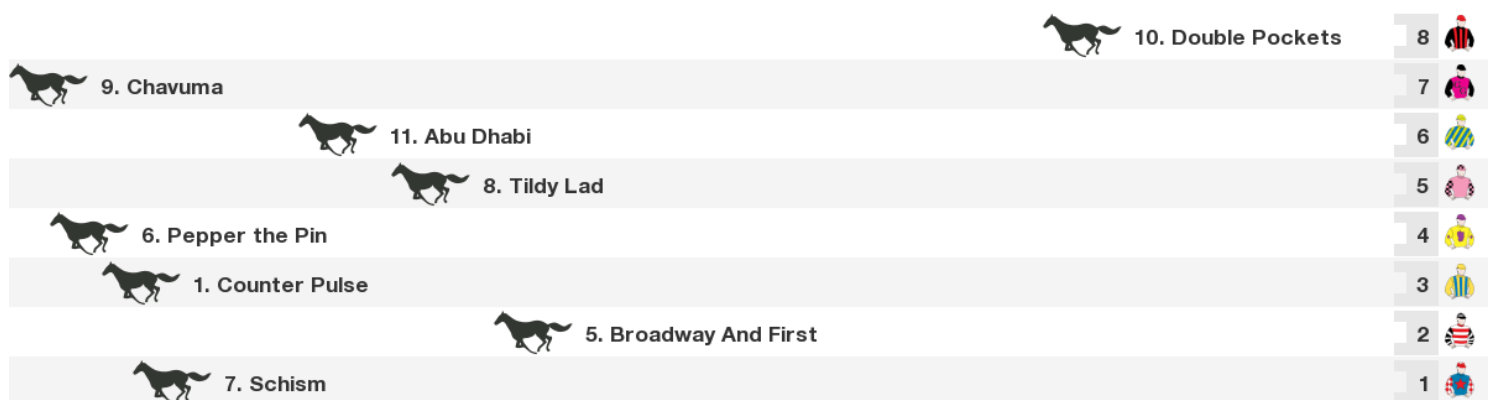 10. Double Pockets 8
9. Chavuma 7
11. Abu Dhabi 6
8. Tildy Lad 5
6. Pepper the Pin 4
1. Counter Pulse 3
5. Broadway And First 2
7. Schism 1